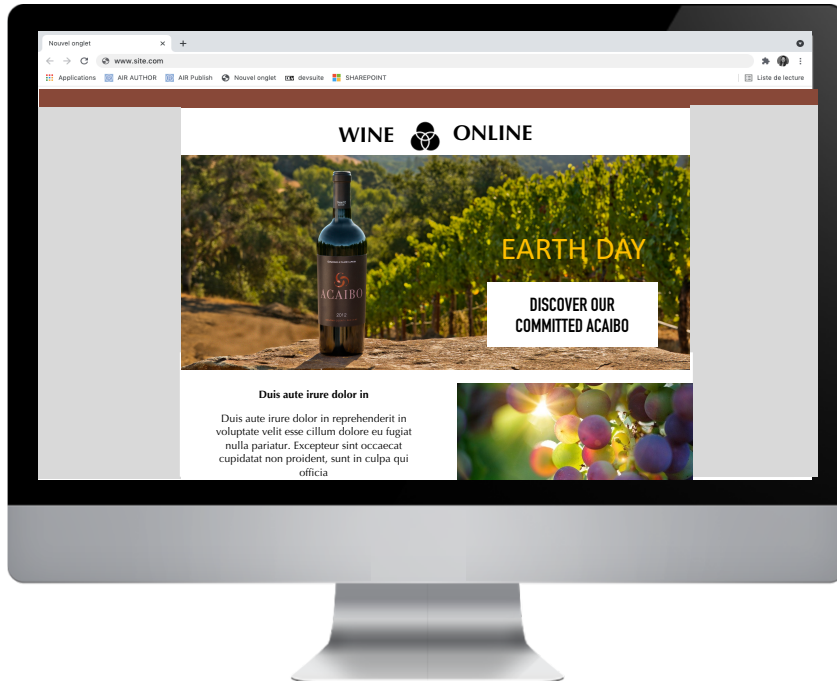 Nouvel onglet
www.site.com
Applications AIR AUTHOR AIR Publish Nouvel onglet devsuite SHAREPOINT Liste de lecture
WINE ONLINE
EARTH DAY
ACAIBO
2012
DISCOVER OUR
COMMITTED ACAIBO
Duis aute irure dolor in
Duis aute irure dolor in reprehenderit in
voluptate velit esse cillum dolore eu fugiat
nulla pariatur. Excepteur sint occaecat
cupidatat non proident, sunt in culpa qui
officia